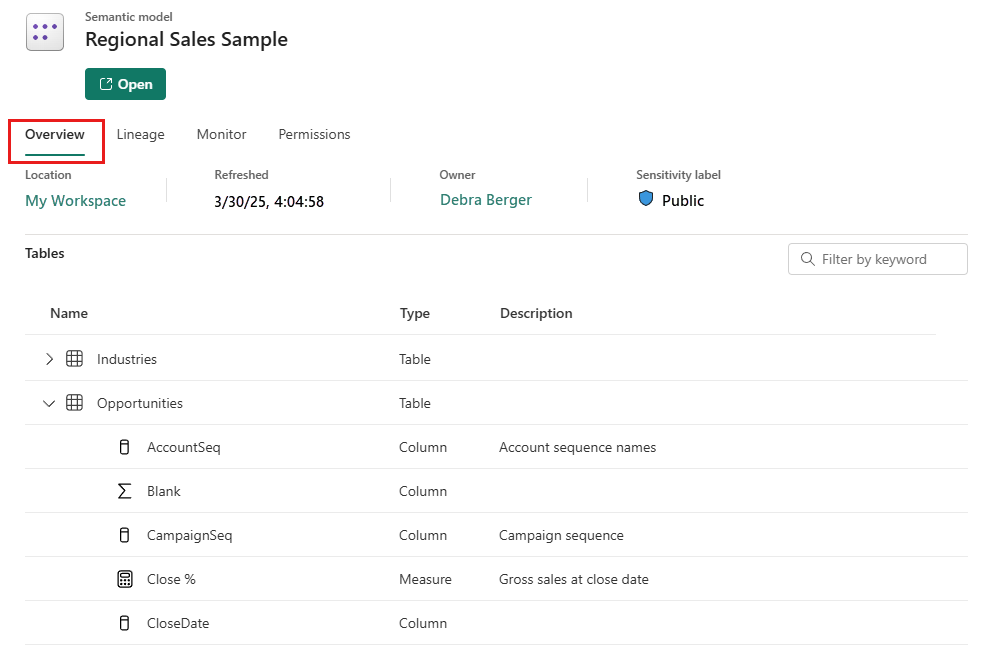 Semantic model
Regional Sales Sample
Open
Overview Lineage Monitor Permissions
Location Refreshed Owner Sensitivity label
My Workspace 3/30/25, 4:04:58 Debra Berger Public
Tables
Filter by keyword
Name Type Description
Industries Table
Opportunities Table
AccountSeq Column Account sequence names
Blank Column
CampaignSeq Column Campaign sequence
Close % Measure Gross sales at close date
CloseDate Column